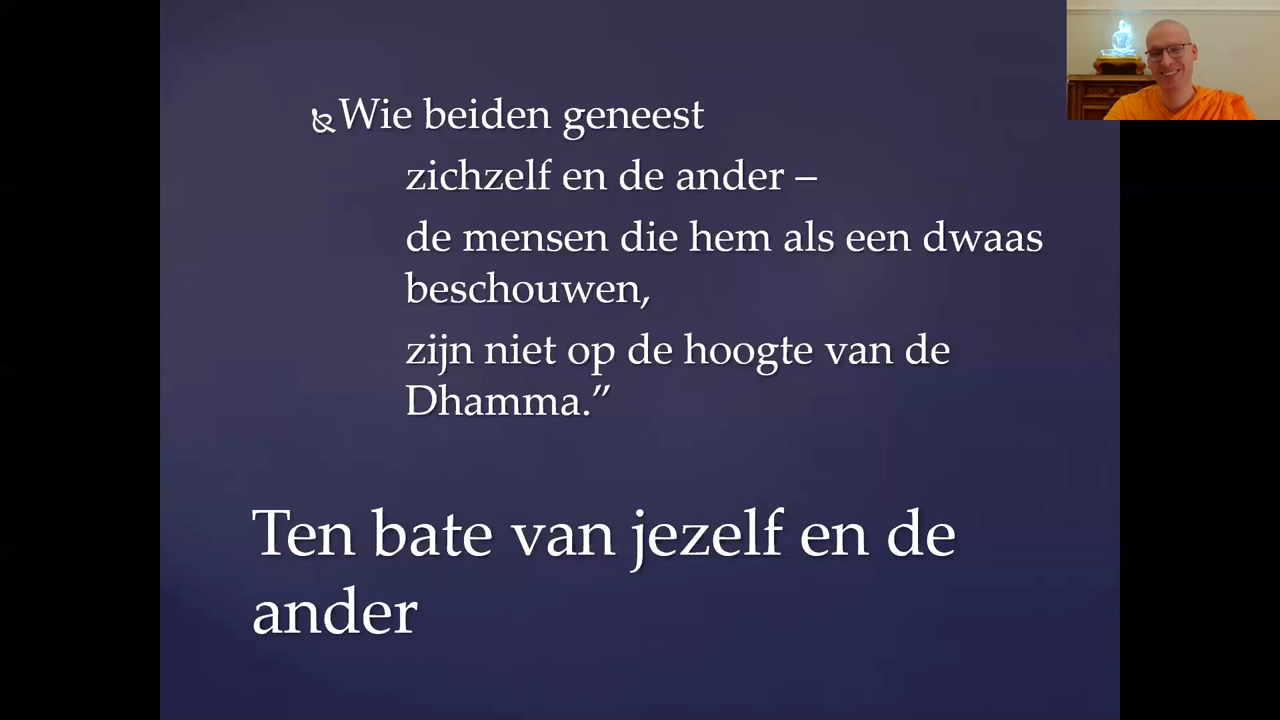 Wie beiden geneest
zichzelf en de ander –
de mensen die hem als een dwaas
beschouwen,
zijn niet op de hoogte van de
Dhamma.”
Ten bate van jezelf en de
ander